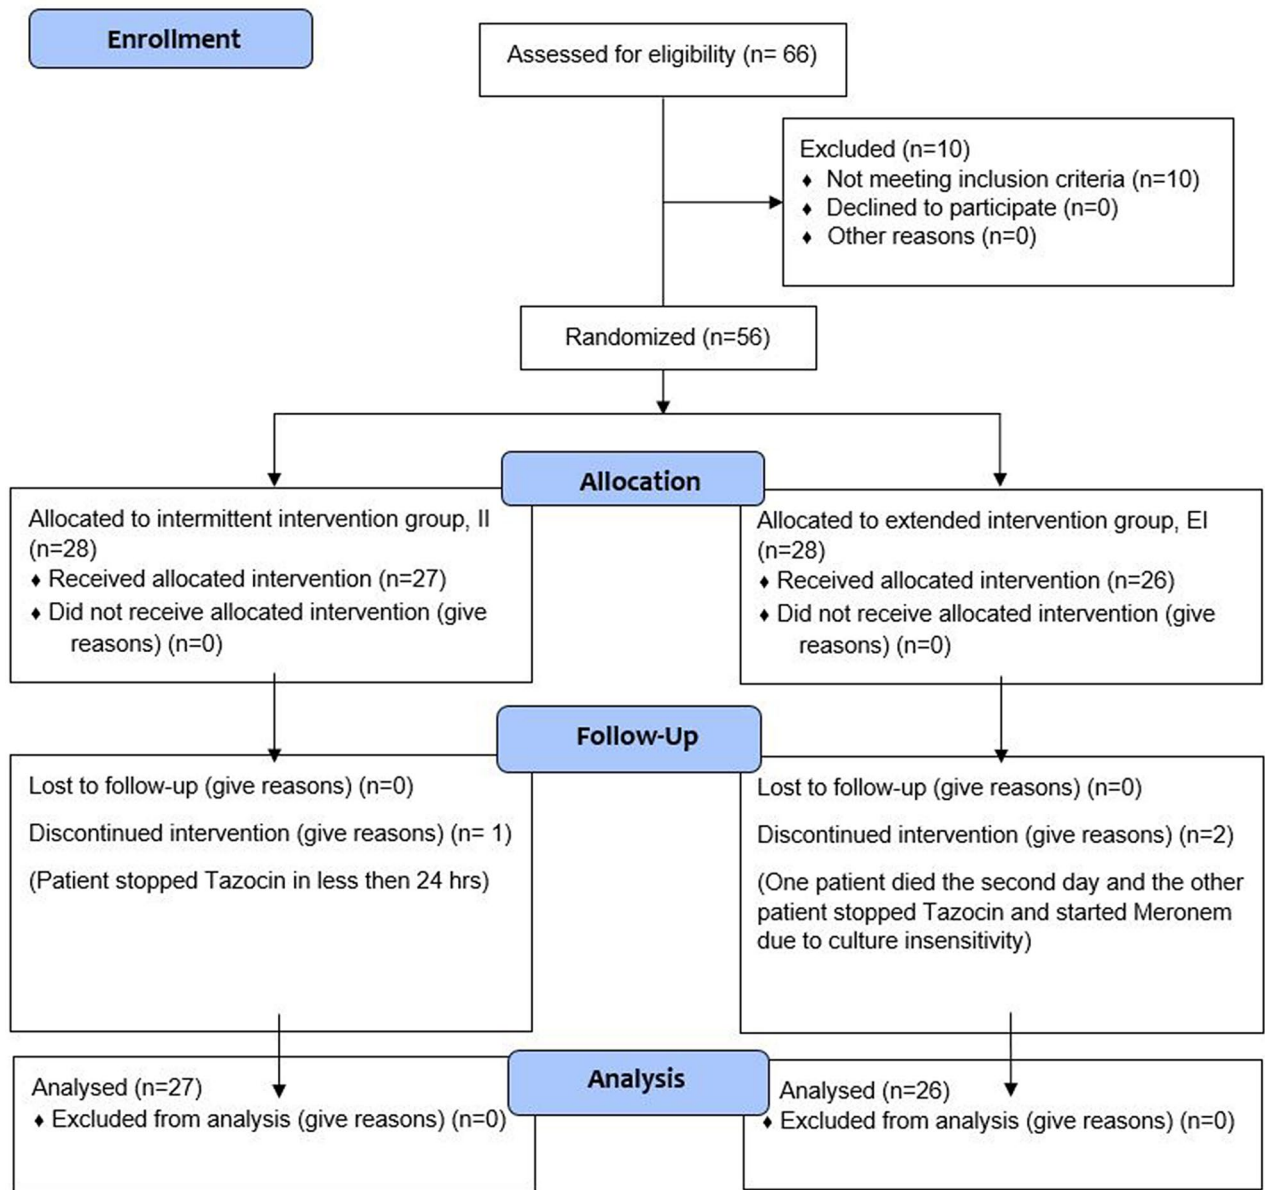 Enrollment
Assessed for eligibility (n= 66)
Excluded (n=10)
♦ Not meeting inclusion criteria (n=10)
♦ Declined to participate (n=0)
♦ Other reasons (n=0)
Randomized (n=56)
Allocation
Allocated to intermittent intervention group, II
(n=28)
♦ Received allocated intervention (n=27)
♦ Did not receive allocated intervention (give
reasons) (n=0)
Allocated to extended intervention group, EI
(n=28)
♦ Received allocated intervention (n=26)
♦ Did not receive allocated intervention (give
reasons) (n=0)
Follow-Up
Lost to follow-up (give reasons) (n=0)
Discontinued intervention (give reasons) (n= 1)
(Patient stopped Tazocin in less then 24 hrs)
Lost to follow-up (give reasons) (n=0)
Discontinued intervention (give reasons) (n=2)
(One patient died the second day and the other
patient stopped Tazocin and started Meronem
due to culture insensitivity)
Analysis
Analysed (n=27)
♦ Excluded from analysis (give reasons) (n=0)
Analysed (n=26)
♦ Excluded from analysis (give reasons) (n=0)